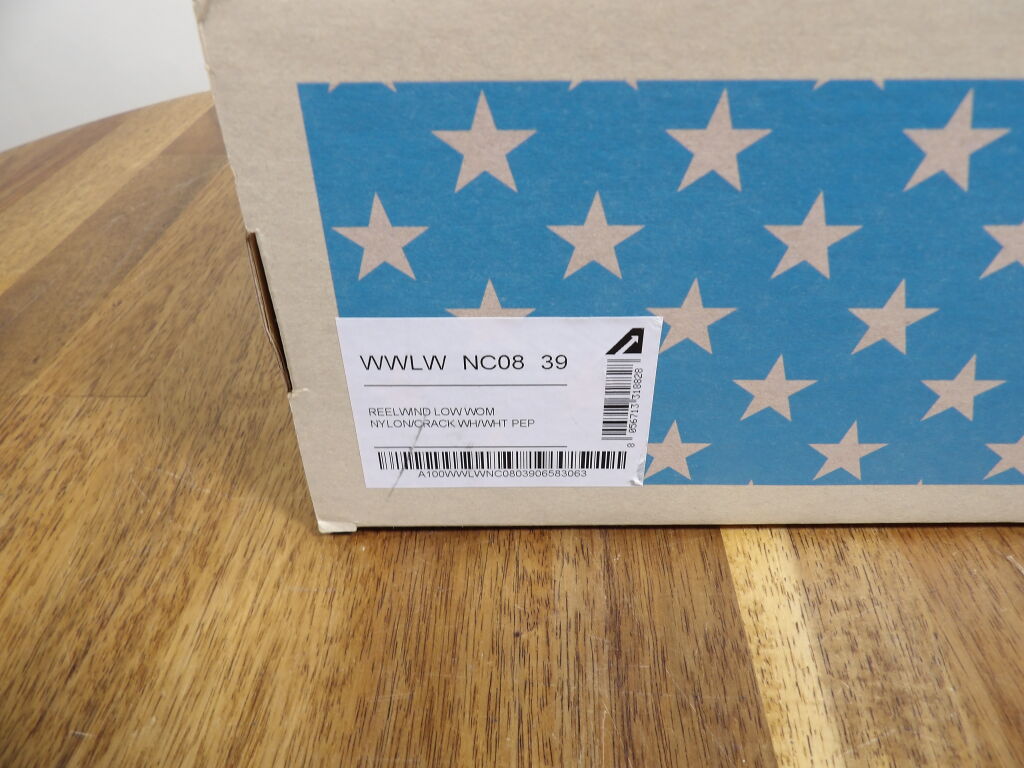 WWLW NC08 39
REELWIND LOW WOM
NYLON/CRACK WH/WHT PEP
A100WWLWNC0803906583063
8 056713 318828